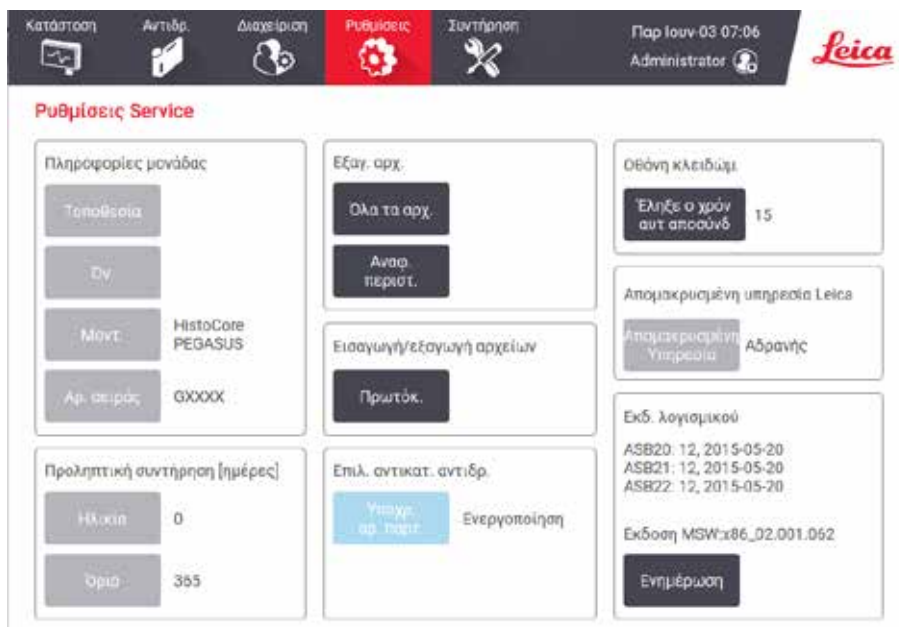 Κατάσταση
Αντιδρ.
Διαχείριση
Ρυθμίσεις
Συντήρηση
Παρ Ιουν-03 07:06
Administrator
Leica
Ρυθμίσεις Service
Πληροφορίες μονάδας
Τοποθεσία
Όν
Μοντ.
HistoCore
PEGASUS
Αρ. σειράς
GXXXX
Προληπτική συντήρηση [ημέρες]
Ηλικία
0
Όριο
365
Εξαγ. αρχ.
Όλα τα αρχ.
Αναφ.
περιστ.
Εισαγωγή/εξαγωγή αρχείων
Πρωτόκ.
Επιλ. αντικατ. αντιδρ.
Υποχρ.
αρ. παρτ.
Ενεργοποίηση
Οθόνη κλειδώμ.
Έληξε ο χρόν
αυτ αποσύνδ
15
Απομακρυσμένη υπηρεσία Leica
Απομακρυσμένη
Υπηρεσία
Αδρανής
Εκδ. λογισμικού
ASB20: 12, 2015-05-20
ASB21: 12, 2015-05-20
ASB22: 12, 2015-05-20
Έκδοση MSW:x86_02.001.062
Ενημέρωση